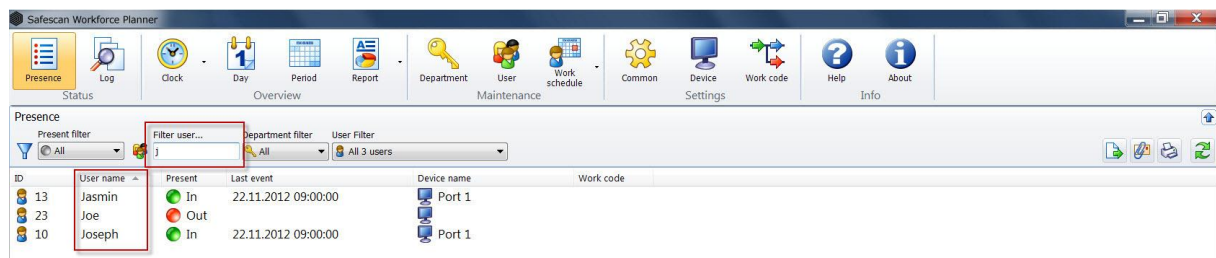 Safescan Workforce Planner
Presence Log Clock Day Period Report Department User Work schedule Common Device Work code Help About
Status Overview Maintenance Settings Info
Presence
Present filter Filter user... Department filter User Filter
All j All All 3 users
ID User name Present Last event Device name Work code
13 Jasmin In 22.11.2012 09:00:00 Port 1
23 Joe Out
10 Joseph In 22.11.2012 09:00:00 Port 1